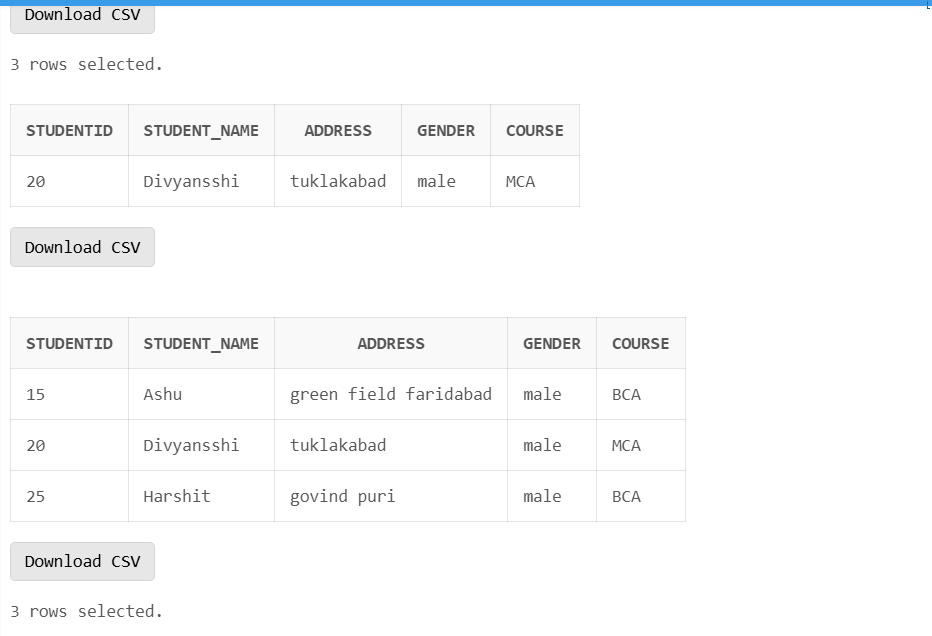 Download CSV
3 rows selected.
STUDENTID STUDENT_NAME ADDRESS GENDER COURSE
20 Divyansshi tuklakabad male MCA
Download CSV
STUDENTID STUDENT_NAME ADDRESS GENDER COURSE
15 Ashu green field faridabad male BCA
20 Divyansshi tuklakabad male MCA
25 Harshit govind puri male BCA
Download CSV
3 rows selected.